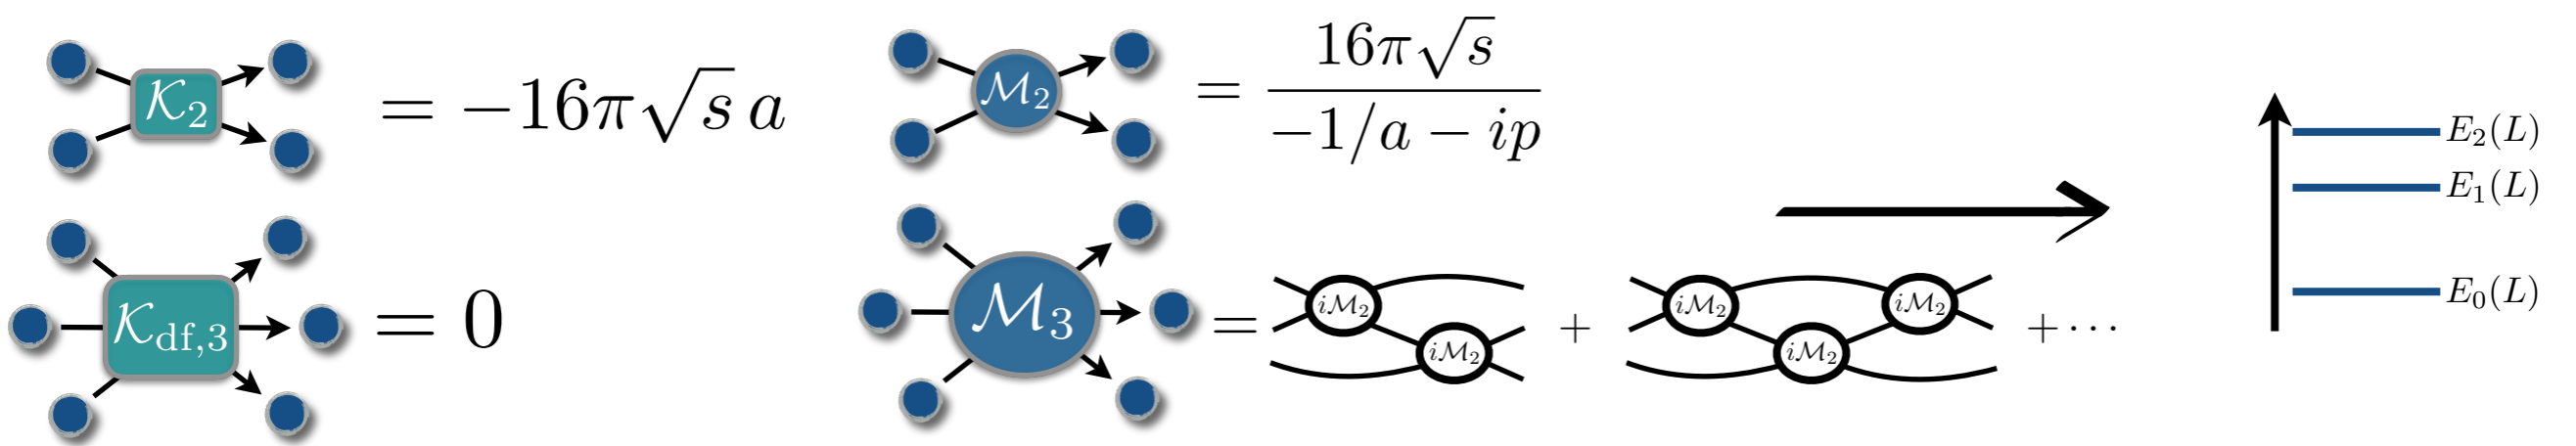 𝒦₂ = −16π√s a
ℳ₂ = 16π√s / (−1/a − ip)
𝒦df,3 = 0
ℳ₃ = iℳ₂ iℳ₂ + iℳ₂ iℳ₂ iℳ₂ + ⋯
E₂(L)
E₁(L)
E₀(L)